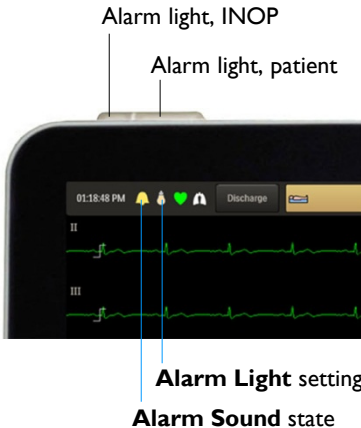 Alarm light, INOP
Alarm light, patient
01:18:48 PM Discharge
II
III
Alarm Light setting
Alarm Sound state